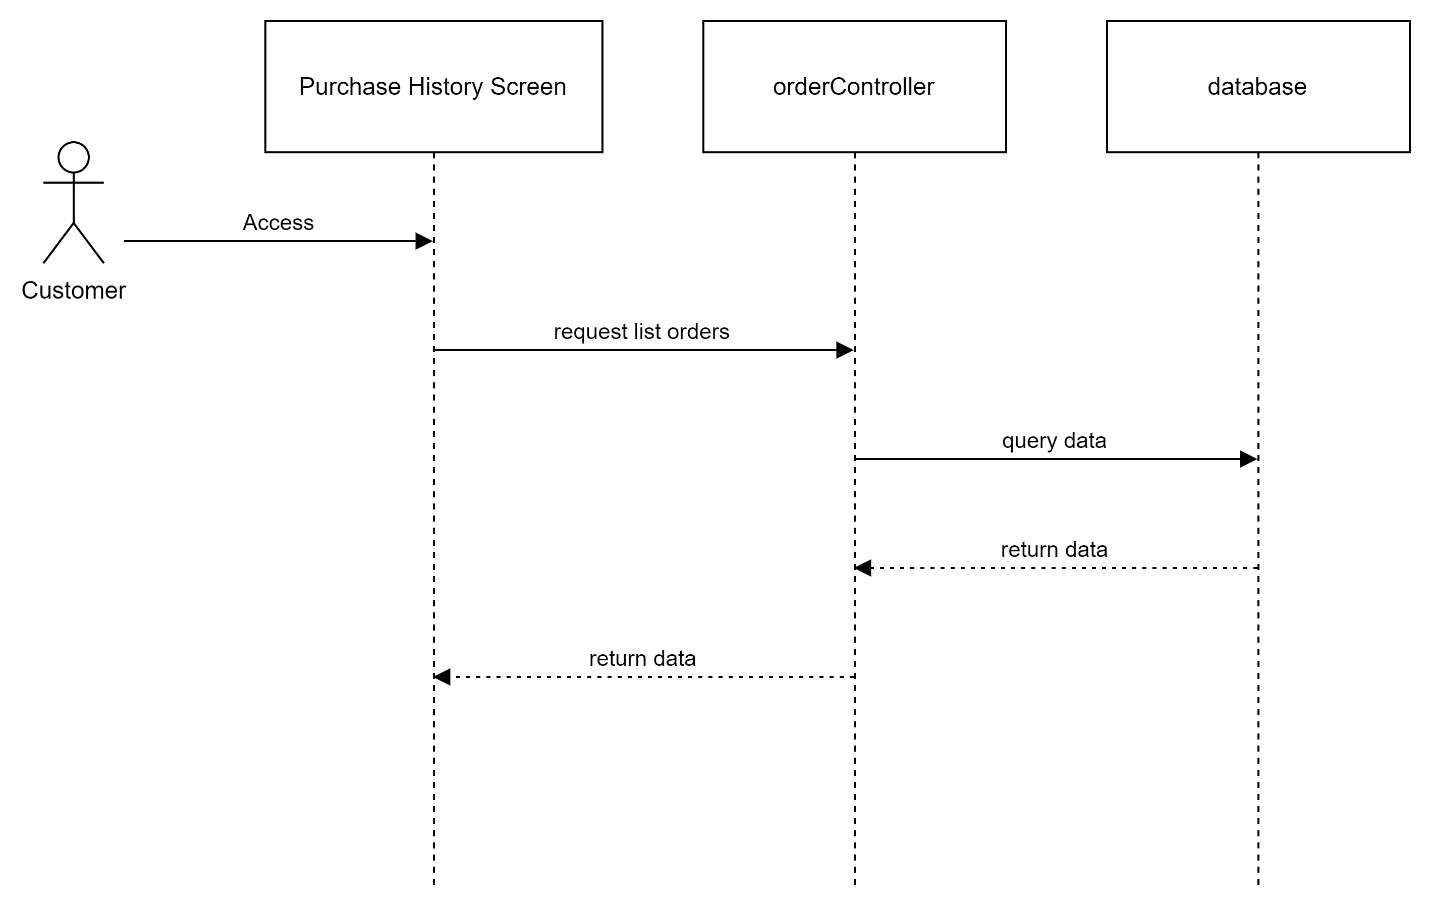 Purchase History Screen
orderController
database
Access
Customer
request list orders
query data
return data
return data